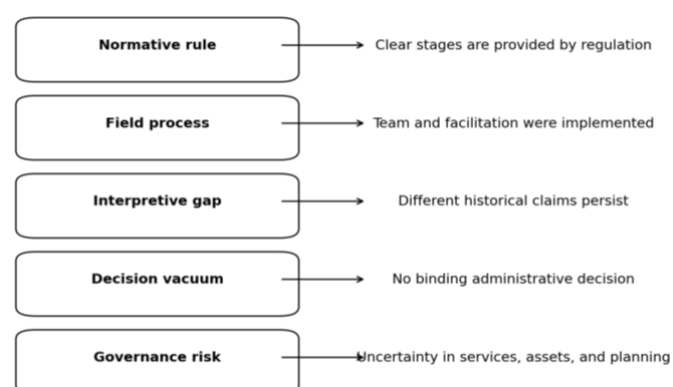 Normative rule
Clear stages are provided by regulation
Field process
Team and facilitation were implemented
Interpretive gap
Different historical claims persist
Decision vacuum
No binding administrative decision
Governance risk
Uncertainty in services, assets, and planning